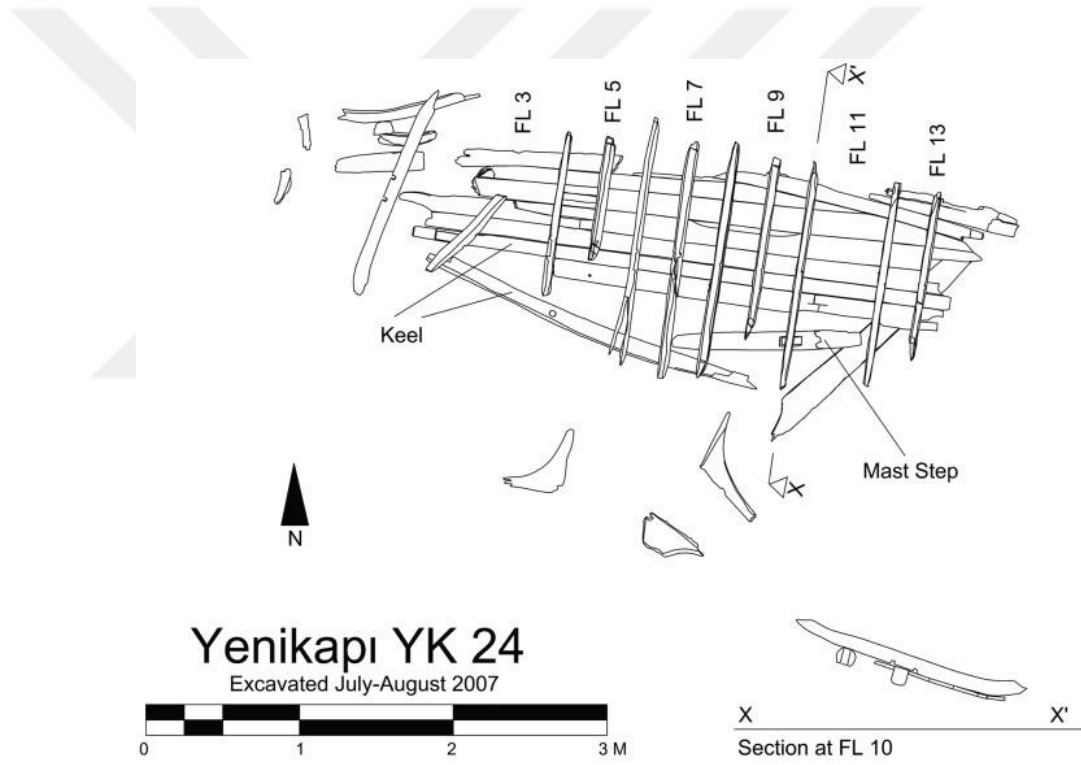 X'
FL 3
FL 5
FL 7
FL 9
FL 11
FL 13
Keel
Mast Step
X
N
Yenikapı YK 24
Excavated July-August 2007
0 1 2 3 M
X X'
Section at FL 10